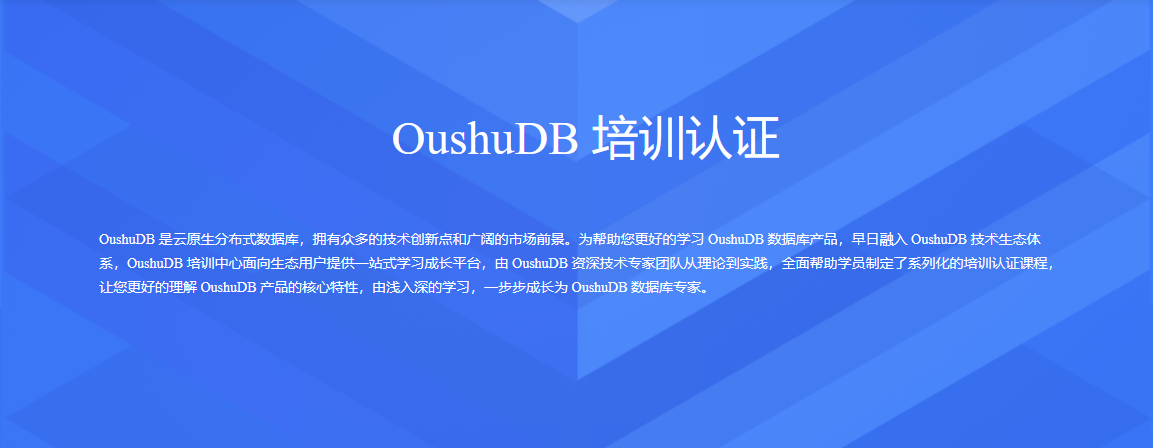 OushuDB 培训认证
OushuDB 是云原生分布式数据库，拥有众多的技术创新点和广阔的市场前景。为帮助您更好的学习 OushuDB 数据库产品，早日融入 OushuDB 技术生态体
系，OushuDB 培训中心面向生态用户提供一站式学习成长平台，由 OushuDB 资深技术专家团队从理论到实践，全面帮助学员制定了系列化的培训认证课程，
让您更好的理解 OushuDB 产品的核心特性，由浅入深的学习，一步步成长为 OushuDB 数据库专家。